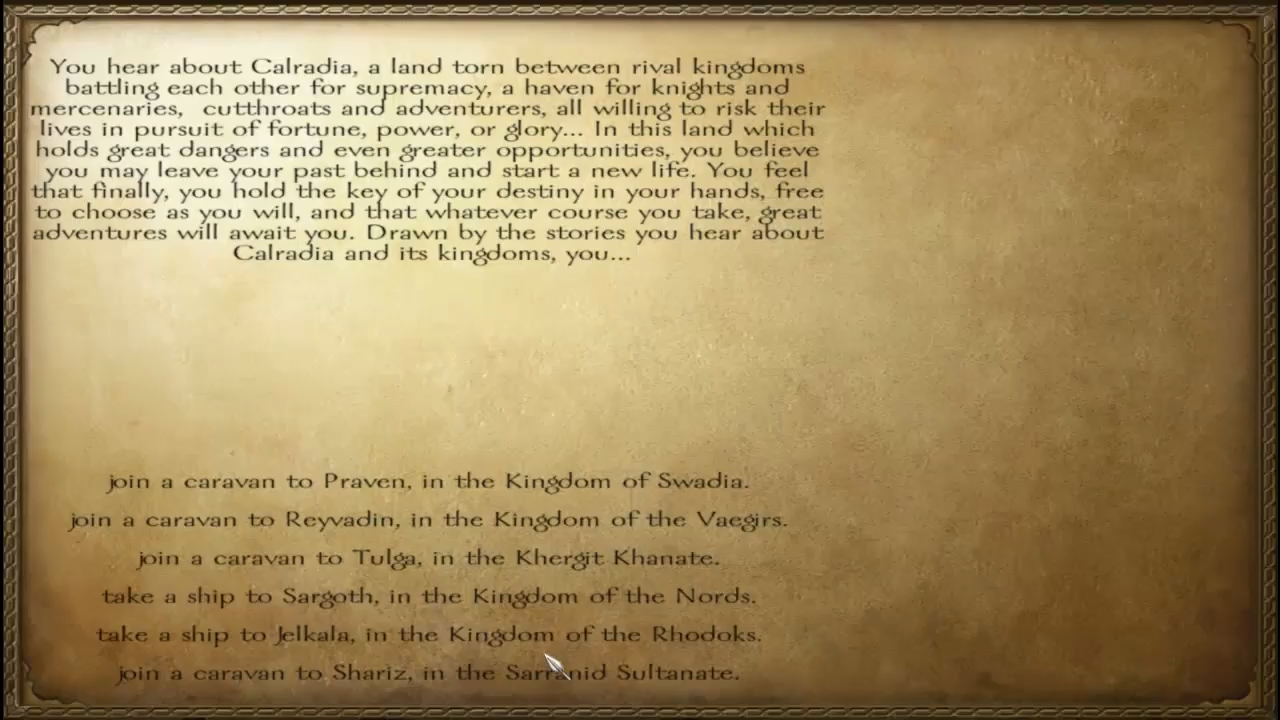 You hear about Calradia, a land torn between rival kingdoms
battling each other for supremacy, a haven for knights and
mercenaries,  cutthroats and adventurers, all willing to risk their
lives in pursuit of fortune, power, or glory... In this land which
holds great dangers and even greater opportunities, you believe
you may leave your past behind and start a new life. You feel
that finally, you hold the key of your destiny in your hands, free
to choose as you will, and that whatever course you take, great
adventures will await you. Drawn by the stories you hear about
Calradia and its kingdoms, you...
join a caravan to Praven, in the Kingdom of Swadia.
join a caravan to Reyvadin, in the Kingdom of the Vaegirs.
join a caravan to Tulga, in the Khergit Khanate.
take a ship to Sargoth, in the Kingdom of the Nords.
take a ship to Jelkala, in the Kingdom of the Rhodoks.
join a caravan to Shariz, in the Sarranid Sultanate.